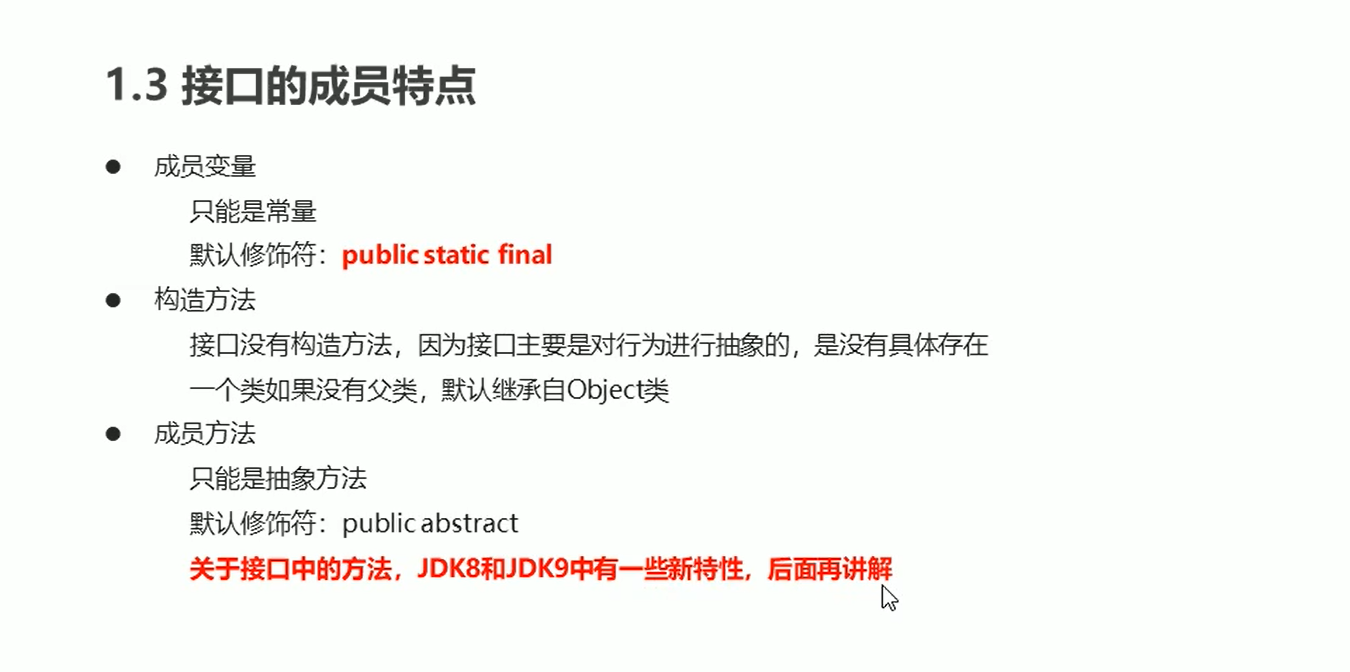 1.3 接口的成员特点
● 成员变量
只能是常量
默认修饰符：public static final
● 构造方法
接口没有构造方法，因为接口主要是对行为进行抽象的，是没有具体存在
一个类如果没有父类，默认继承自Object类
● 成员方法
只能是抽象方法
默认修饰符：public abstract
关于接口中的方法，JDK8和JDK9中有一些新特性，后面再讲解